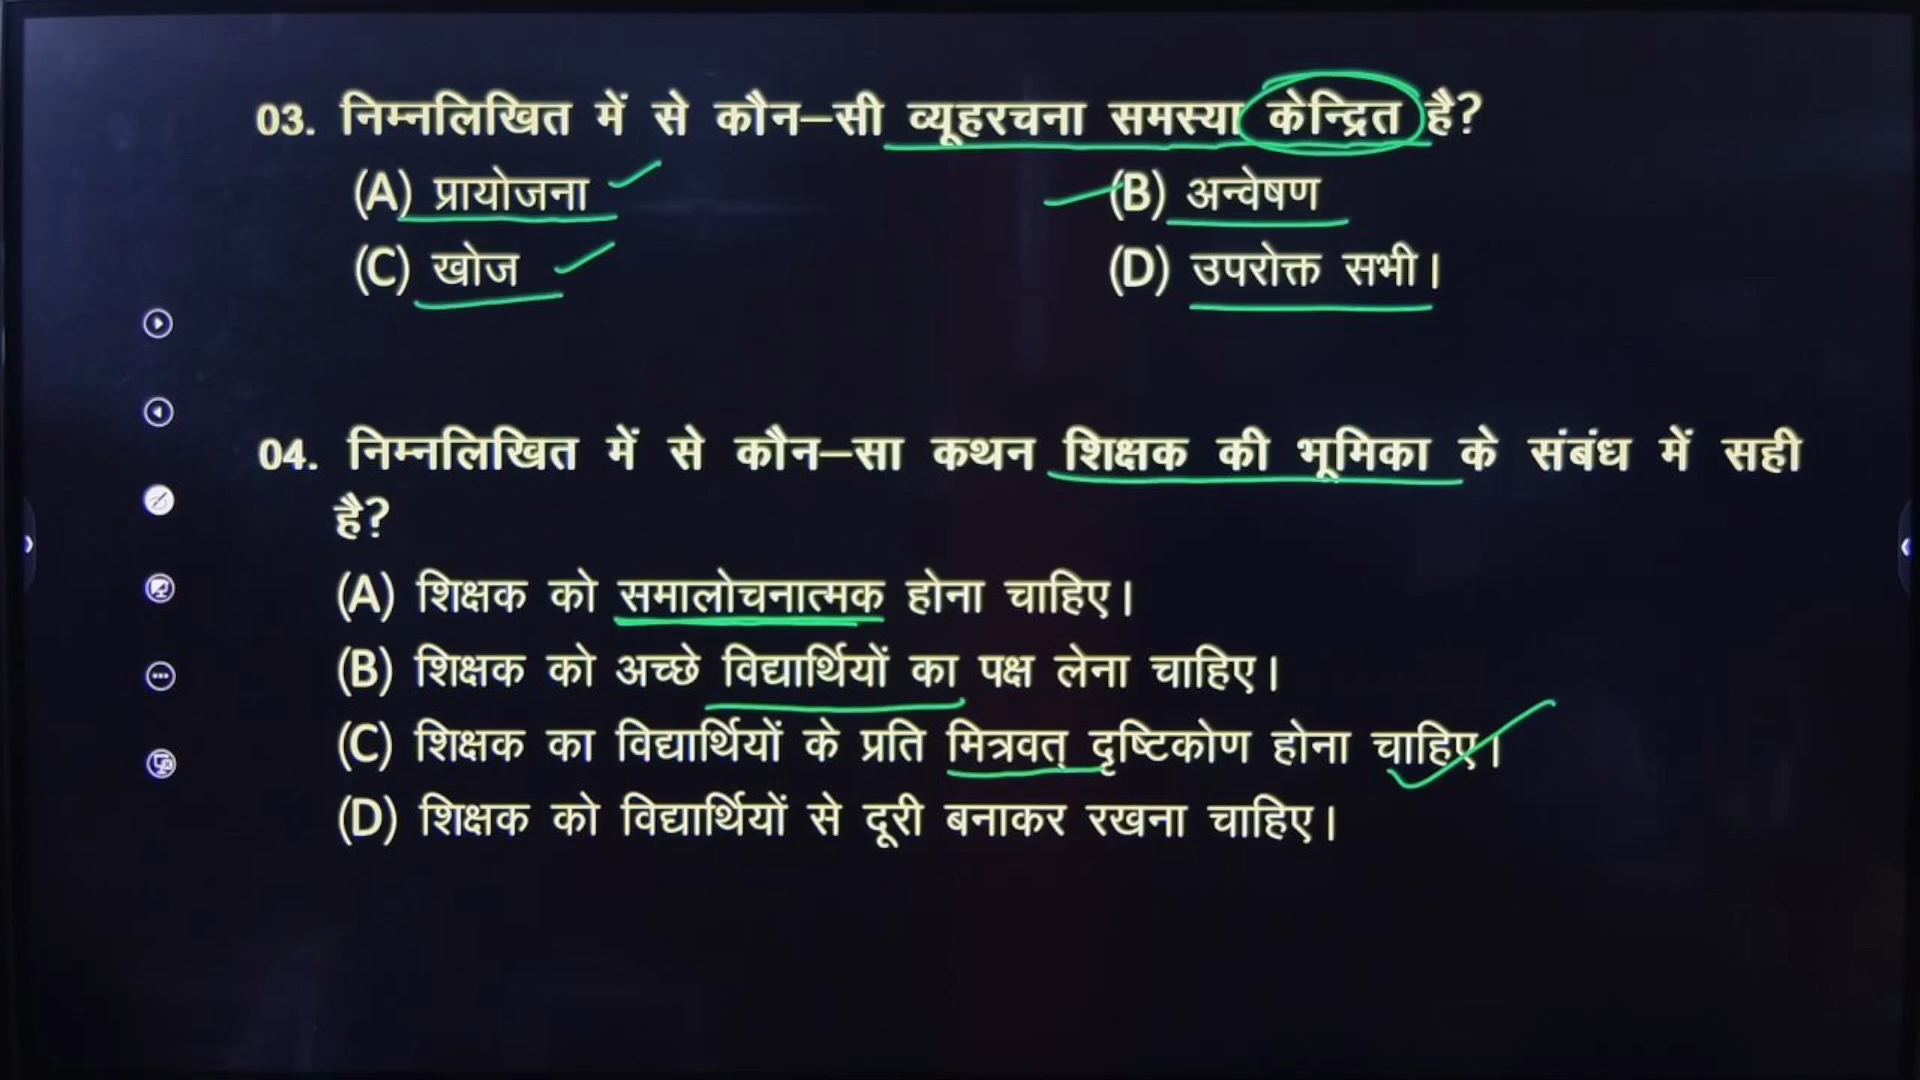 03. निम्नलिखित में से कौन–सी व्यूहरचना समस्या केन्द्रित है?
(A) प्रायोजना (B) अन्वेषण
(C) खोज (D) उपरोक्त सभी।
04. निम्नलिखित में से कौन–सा कथन शिक्षक की भूमिका के संबंध में सही
है?
(A) शिक्षक को समालोचनात्मक होना चाहिए।
(B) शिक्षक को अच्छे विद्यार्थियों का पक्ष लेना चाहिए।
(C) शिक्षक का विद्यार्थियों के प्रति मित्रवत् दृष्टिकोण होना चाहिए।
(D) शिक्षक को विद्यार्थियों से दूरी बनाकर रखना चाहिए।